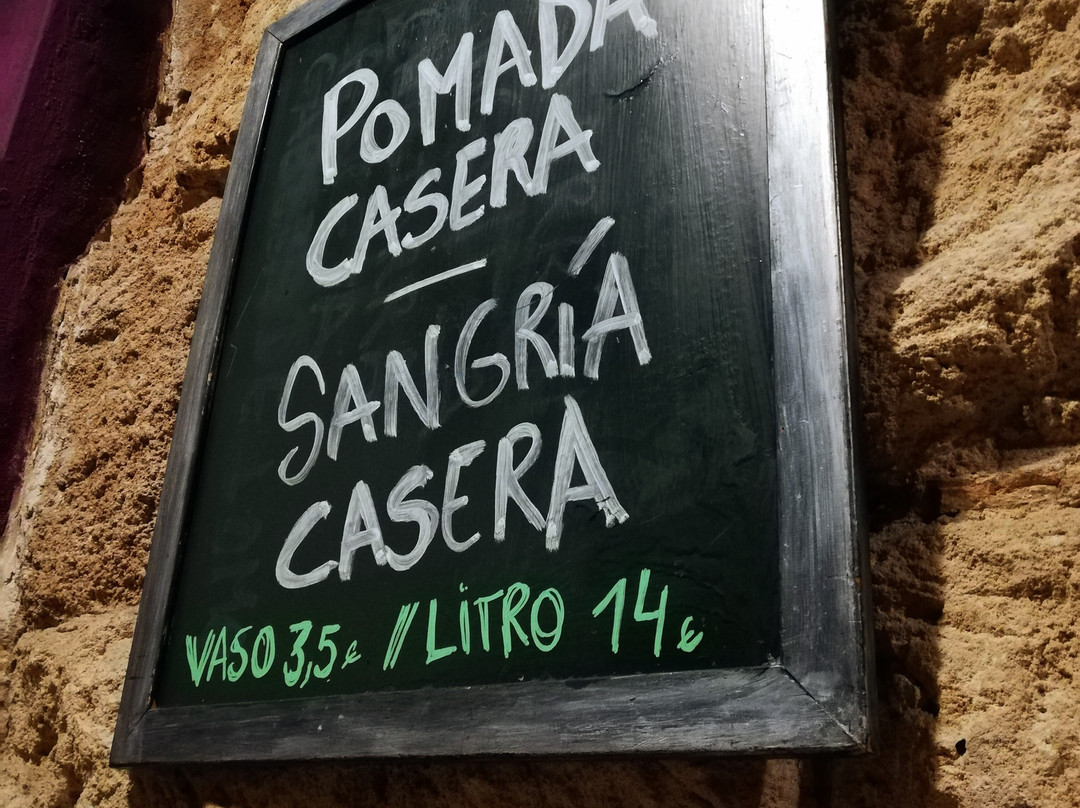 POMADA
CASERA
—
SANGRÍA
CASERA
VASO 3,5€ // LITRO 14€